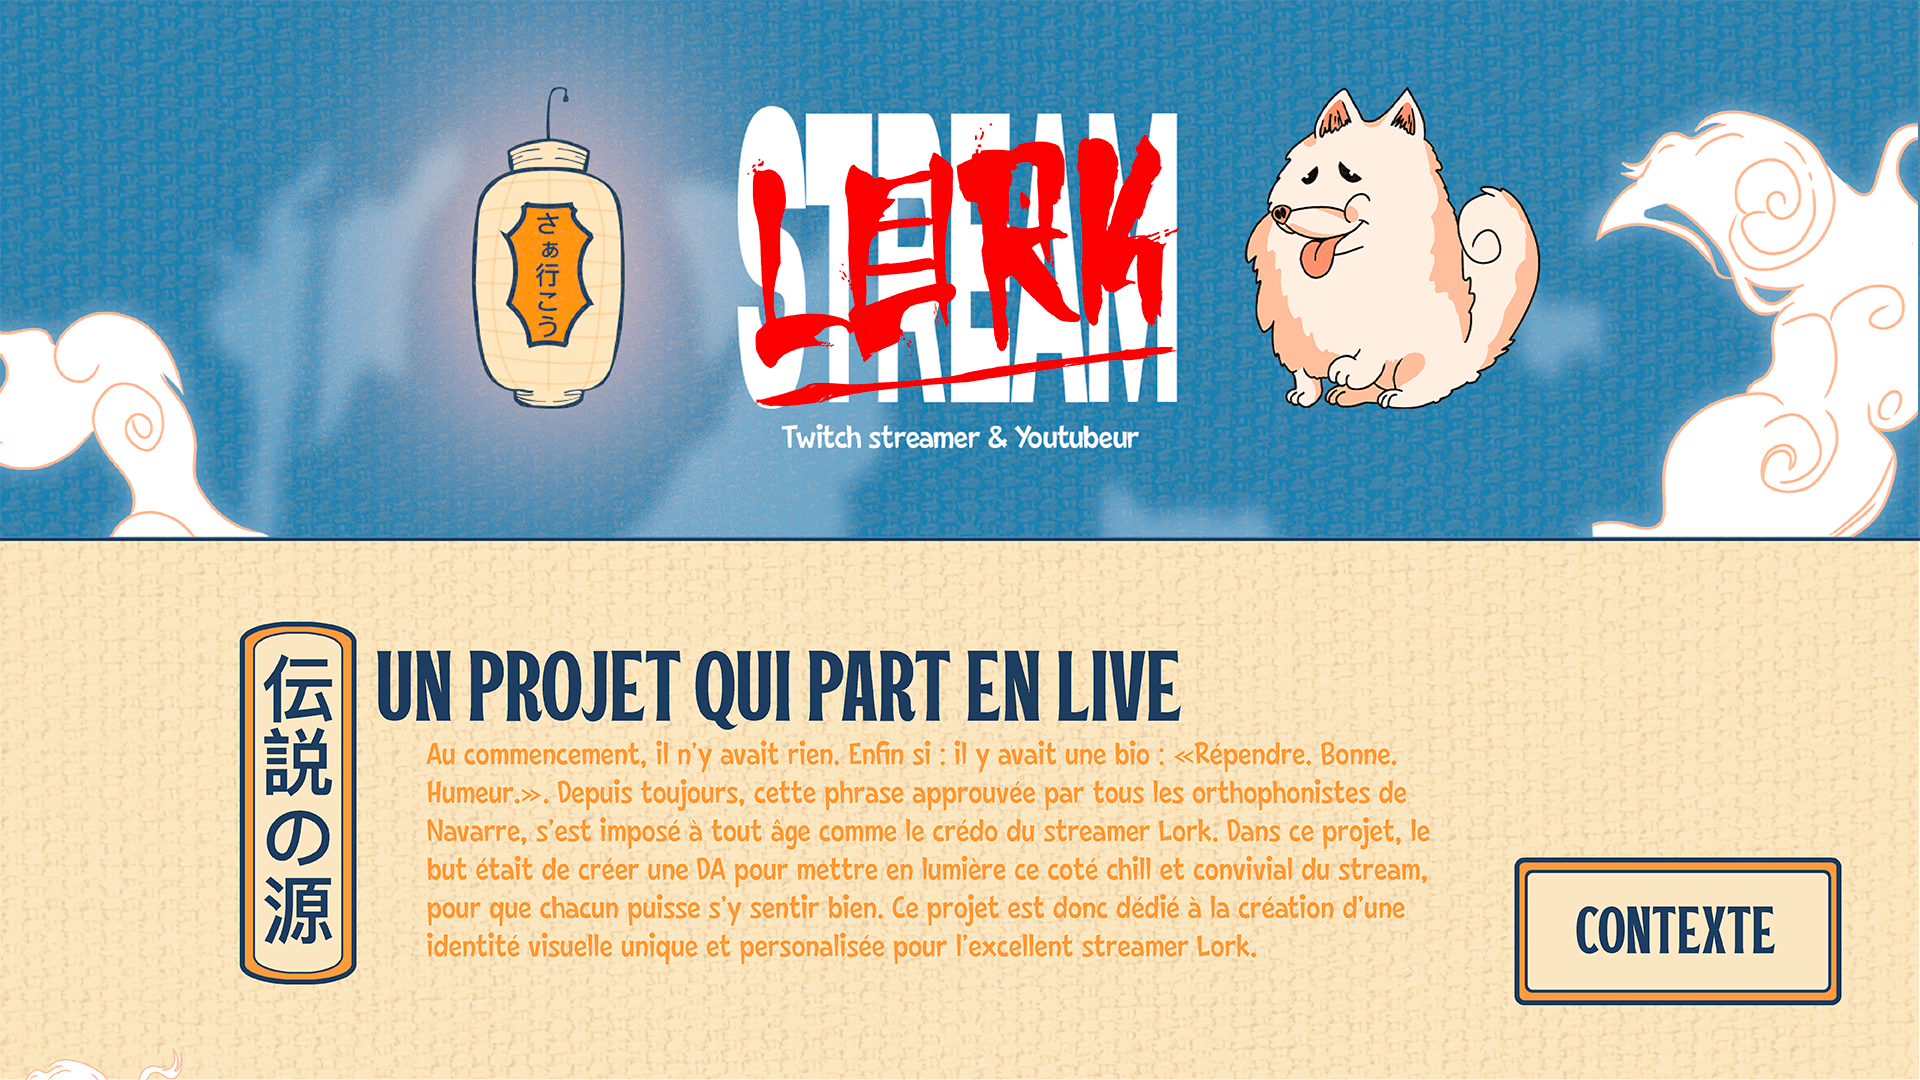 さぁ行こう
STREAM
LORK
Twitch streamer & Youtubeur
伝説の源
UN PROJET QUI PART EN LIVE
Au commencement, il n'y avait rien. Enfin si : il y avait une bio : «Répendre. Bonne.
Humeur.». Depuis toujours, cette phrase approuvée par tous les orthophonistes de
Navarre, s'est imposé à tout âge comme le crédo du streamer Lork. Dans ce projet, le
but était de créer une DA pour mettre en lumière ce coté chill et convivial du stream,
pour que chacun puisse s'y sentir bien. Ce projet est donc dédié à la création d'une
identité visuelle unique et personalisée pour l'excellent streamer Lork.
CONTEXTE